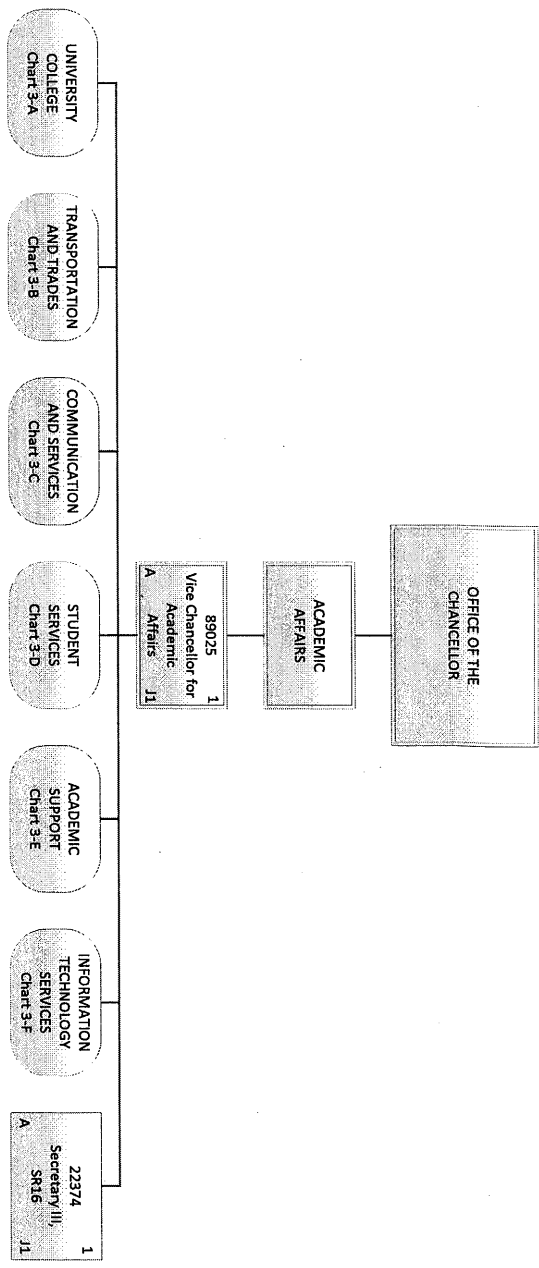 OFFICE OF THE
CHANCELLOR
ACADEMIC
AFFAIRS
89025 1
Vice Chancellor for
Academic
Affairs
A J1
UNIVERSITY
COLLEGE
Chart 3-A
TRANSPORTATION
AND TRADES
Chart 3-B
COMMUNICATION
AND SERVICES
Chart 3-C
STUDENT
SERVICES
Chart 3-D
ACADEMIC
SUPPORT
Chart 3-E
INFORMATION
TECHNOLOGY
SERVICES
Chart 3-F
22374 1
Secretary III,
SR16
A J1